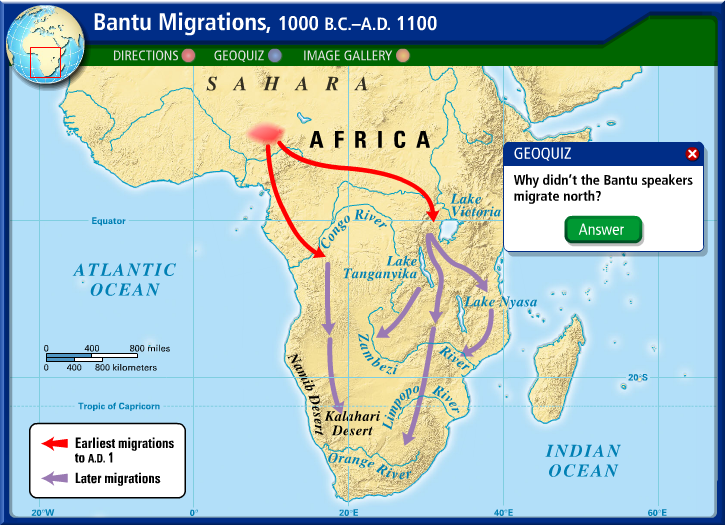 Bantu Migrations, 1000 B.C.–A.D. 1100
DIRECTIONS
GEOQUIZ
IMAGE GALLERY
SAHARA
AFRICA
GEOQUIZ
Why didn't the Bantu speakers
migrate north?
Answer
Lake
Victoria
Equator
Congo River
ATLANTIC
OCEAN
Lake
Tanganyika
Lake Nyasa
0 400 800 miles
0 400 800 kilometers
Zambezi
River
Namib Desert
20°S
Limpopo
River
Tropic of Capricorn
Kalahari
Desert
Earliest migrations
to A.D. 1
Later migrations
Orange River
INDIAN
OCEAN
20°W
0°
20°E
40°E
60°E